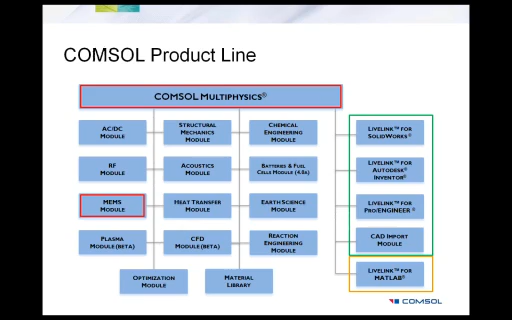 COMSOL Product Line
COMSOL MULTIPHYSICS®
AC/DC
MODULE
STRUCTURAL
MECHANICS
MODULE
CHEMICAL
ENGINEERING
MODULE
LIVELINK™ FOR
SOLIDWORKS®
RF
MODULE
ACOUSTICS
MODULE
BATTERIES & FUEL
CELLS MODULE (4.0a)
LIVELINK™ FOR
AUTODESK®
INVENTOR®
MEMS
MODULE
HEAT TRANSFER
MODULE
EARTH SCIENCE
MODULE
LIVELINK™ FOR
PRO/ENGINEER ®
PLASMA
MODULE (BETA)
CFD
MODULE (BETA)
REACTION
ENGINEERING
MODULE
CAD IMPORT
MODULE
OPTIMIZATION
MODULE
MATERIAL
LIBRARY
LIVELINK™ FOR
MATLAB®
COMSOL